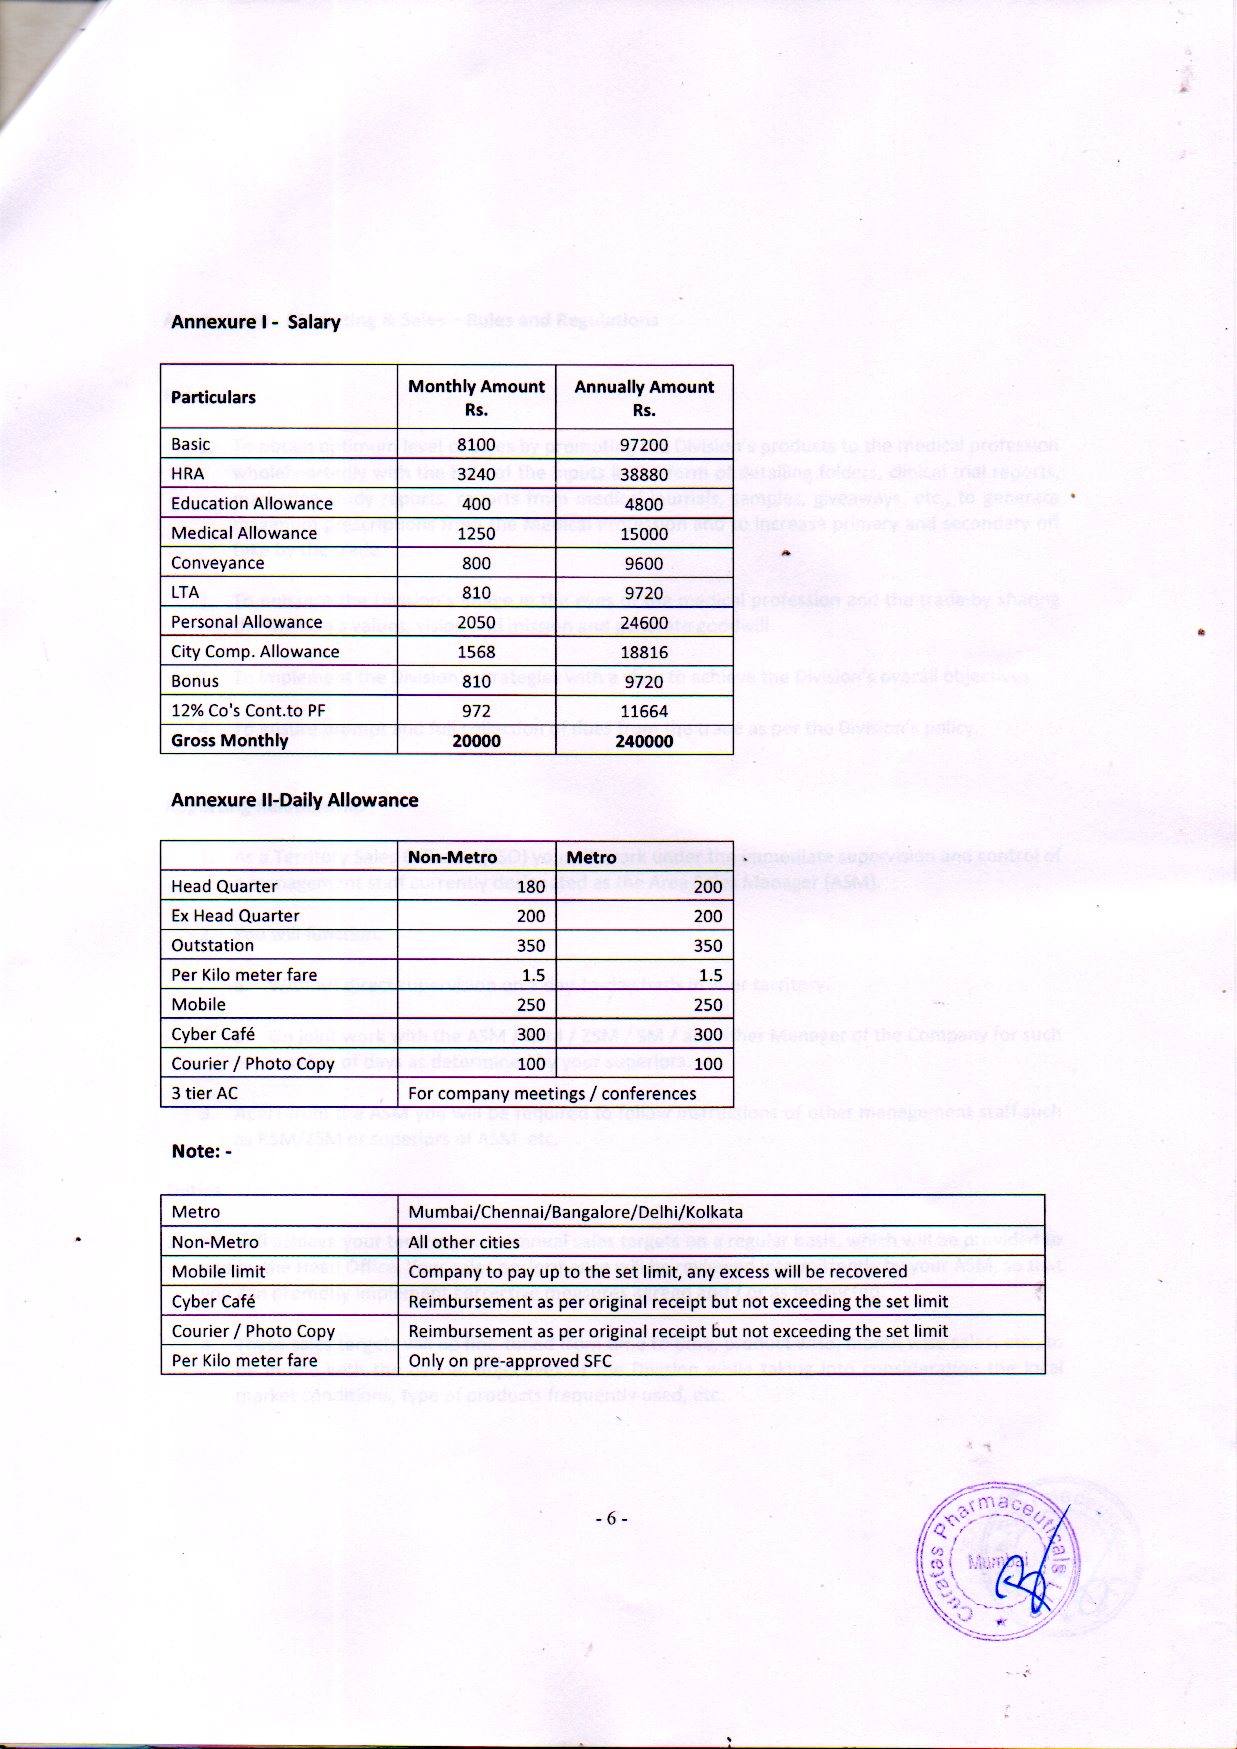 Annexure I - Salary
Particulars Monthly Amount Rs. Annually Amount Rs.
Basic 8100 97200
HRA 3240 38880
Education Allowance 400 4800
Medical Allowance 1250 15000
Conveyance 800 9600
LTA 810 9720
Personal Allowance 2050 24600
City Comp. Allowance 1568 18816
Bonus 810 9720
12% Co's Cont.to PF 972 11664
Gross Monthly 20000 240000
Annexure II-Daily Allowance
Non-Metro Metro
Head Quarter 180 200
Ex Head Quarter 200 200
Outstation 350 350
Per Kilo meter fare 1.5 1.5
Mobile 250 250
Cyber Café 300 300
Courier / Photo Copy 100 100
3 tier AC For company meetings / conferences
Note: -
Metro Mumbai/Chennai/Bangalore/Delhi/Kolkata
Non-Metro All other cities
Mobile limit Company to pay up to the set limit, any excess will be recovered
Cyber Café Reimbursement as per original receipt but not exceeding the set limit
Courier / Photo Copy Reimbursement as per original receipt but not exceeding the set limit
Per Kilo meter fare Only on pre-approved SFC
- 6 -
Curatas Pharmaceuticals
Mumbai